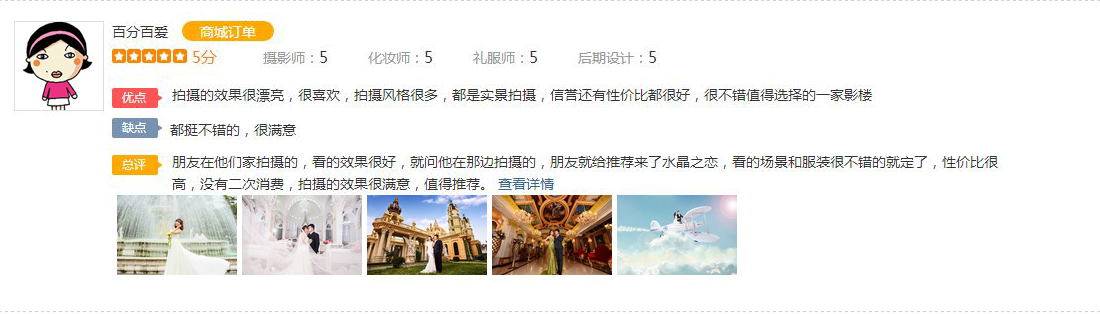 百分百爱 商城订单
5分 摄影师：5 化妆师：5 礼服师：5 后期设计：5
优点 拍摄的效果很漂亮，很喜欢，拍摄风格很多，都是实景拍摄，信誉还有性价比都很好，很不错值得选择的一家影楼
缺点 都挺不错的，很满意
总评 朋友在他们家拍摄的，看的效果很好，就问他在那边拍摄的，朋友就给推荐来了水晶之恋，看的场景和服装很不错的就定了，性价比很
高，没有二次消费，拍摄的效果很满意，值得推荐。 查看详情